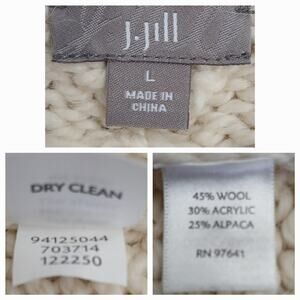 j.jill
L
MADE IN
CHINA
DRY CLEAN
94125044
703714
122250
45% WOOL
30% ACRYLIC
25% ALPACA
RN 97641